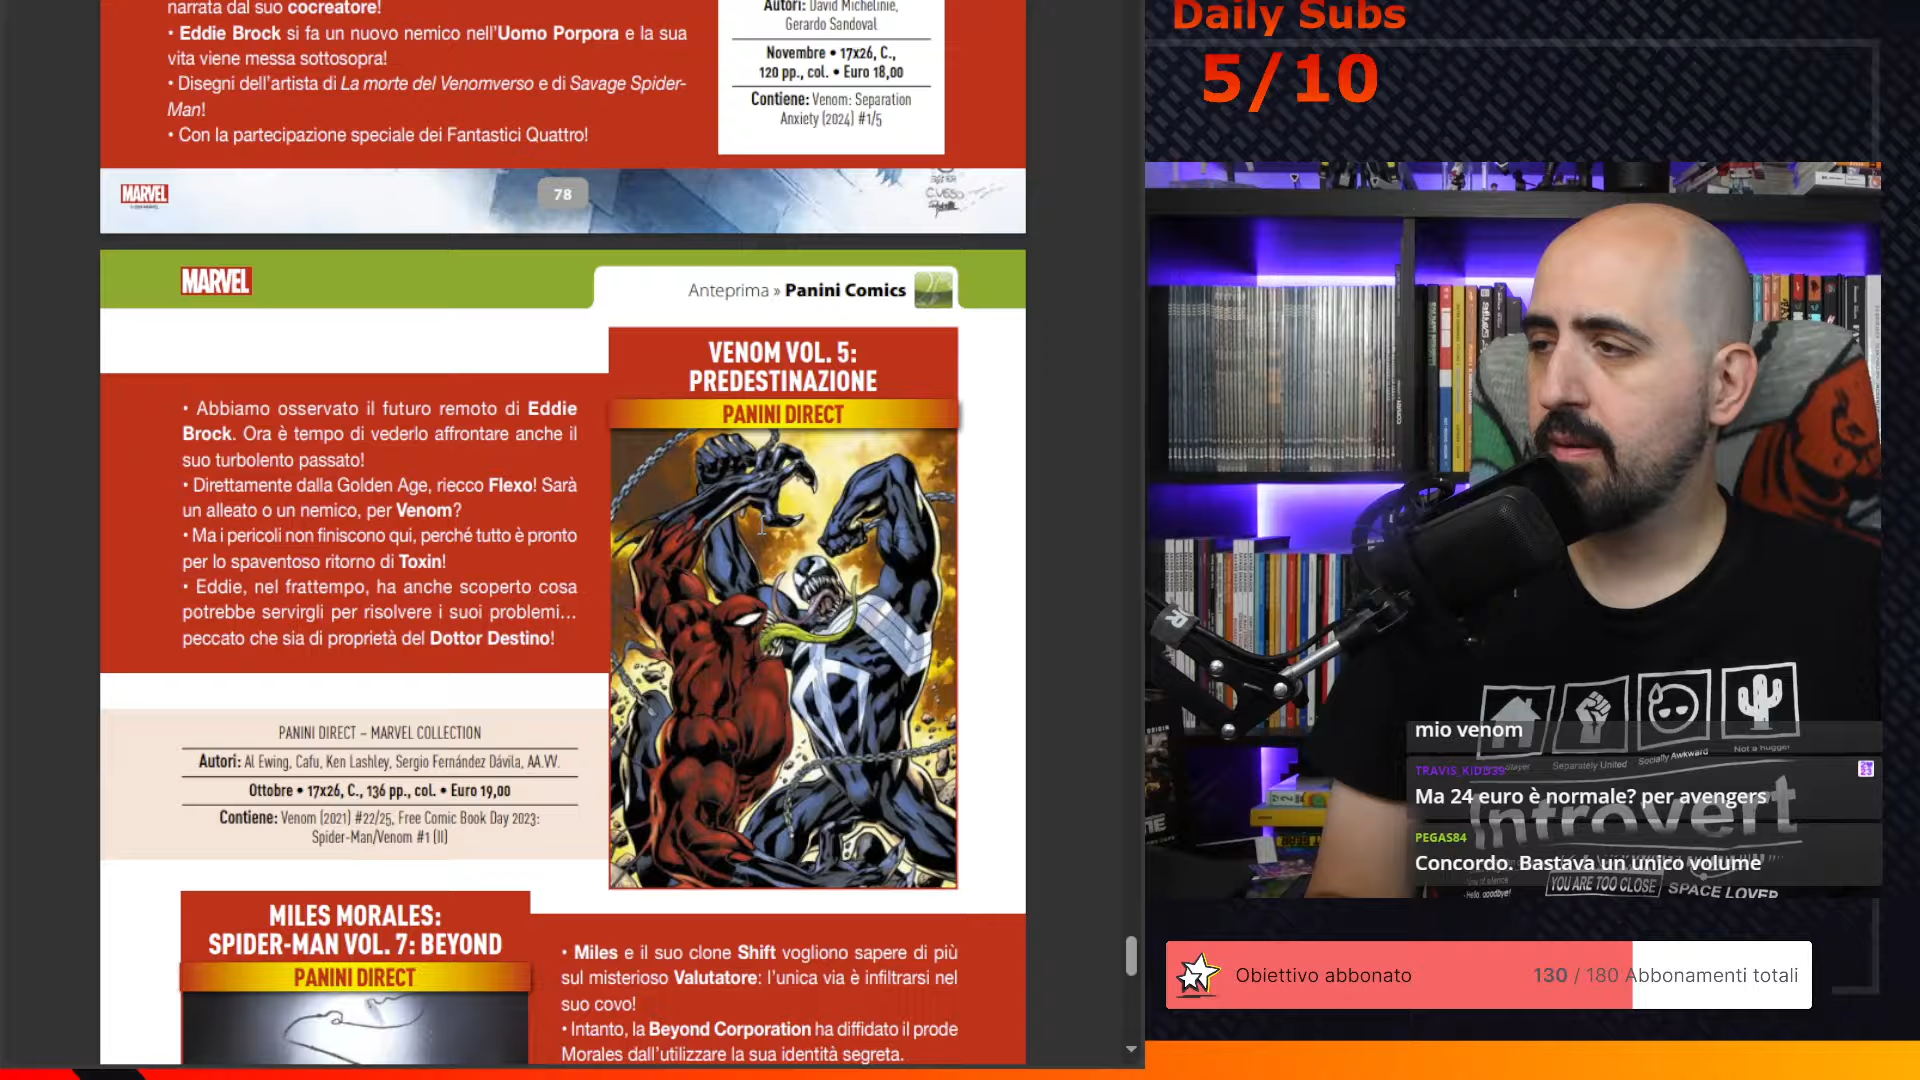 narrata dal suo cocreatore!
• Eddie Brock si fa un nuovo nemico nell'Uomo Porpora e la sua
vita viene messa sottosopra!
• Disegni dell'artista di La morte del Venomverso e di Savage Spider-
Man!
• Con la partecipazione speciale dei Fantastici Quattro!
Autori: David Michelinie,
Gerardo Sandoval
Novembre • 17x26, C.,
120 pp., col. • Euro 18,00
Contiene: Venom: Separation
Anxiety (2024) #1/5
MARVEL
78
MARVEL
Anteprima » Panini Comics
VENOM VOL. 5:
PREDESTINAZIONE
PANINI DIRECT
• Abbiamo osservato il futuro remoto di Eddie
Brock. Ora è tempo di vederlo affrontare anche il
suo turbolento passato!
• Direttamente dalla Golden Age, riecco Flexo! Sarà
un alleato o un nemico, per Venom?
• Ma i pericoli non finiscono qui, perché tutto è pronto
per lo spaventoso ritorno di Toxin!
• Eddie, nel frattempo, ha anche scoperto cosa
potrebbe servirgli per risolvere i suoi problemi…
peccato che sia di proprietà del Dottor Destino!
PANINI DIRECT – MARVEL COLLECTION
Autori: Al Ewing, Cafu, Ken Lashley, Sergio Fernández Dávila, AA.VV.
Ottobre • 17x26, C., 136 pp., col. • Euro 19,00
Contiene: Venom (2021) #22/25, Free Comic Book Day 2023:
Spider-Man/Venom #1 (II)
MILES MORALES:
SPIDER-MAN VOL. 7: BEYOND
PANINI DIRECT
• Miles e il suo clone Shift vogliono sapere di più
sul misterioso Valutatore: l'unica via è infiltrarsi nel
suo covo!
• Intanto, la Beyond Corporation ha diffidato il prode
Morales dall'utilizzare la sua identità segreta.
Daily Subs
5/10
Separately United
Socially Awkward
Not a hugger
Introvert
YOU ARE TOO CLOSE
SPACE LOVER
mio venom
TRAVIS_KIDD39
Ma 24 euro è normale? per avengers
PEGAS84
Concordo. Bastava un unico volume
Obiettivo abbonato
130 / 180 Abbonamenti totali